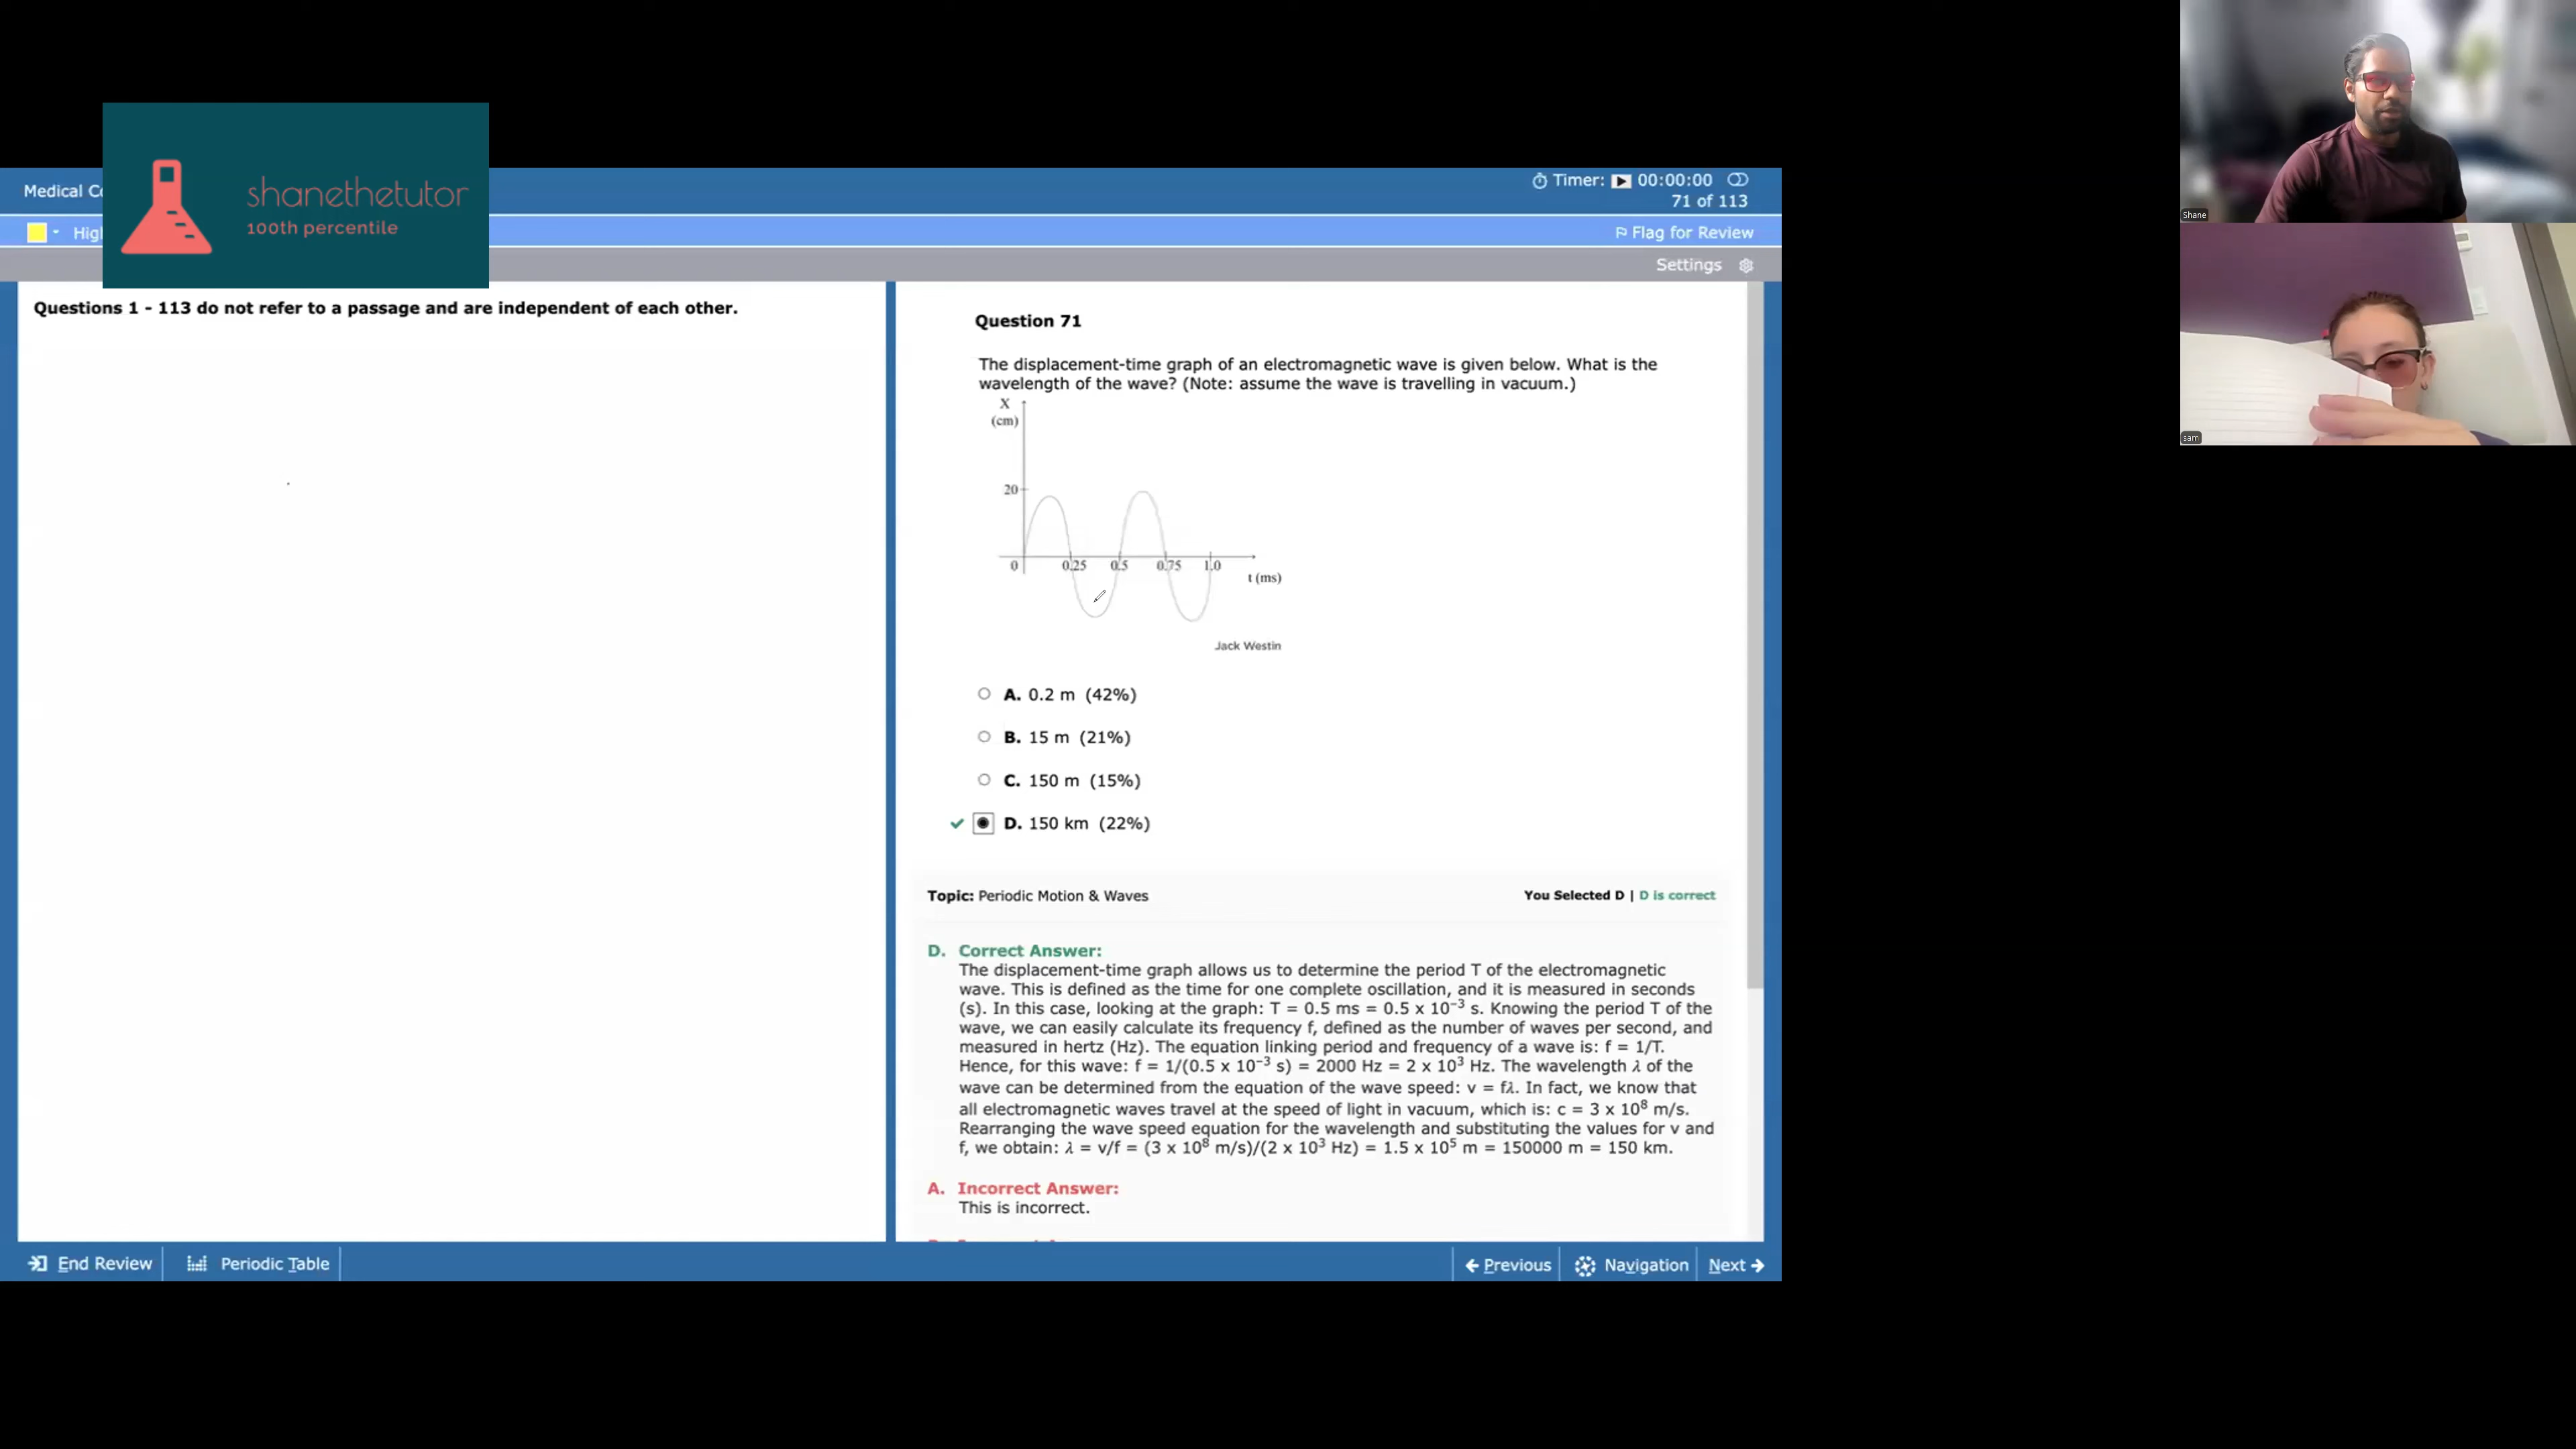 shanethetutor
100th percentile
Medical Co
Timer: 00:00:00
71 of 113
Hig
Flag for Review
Settings
Questions 1 - 113 do not refer to a passage and are independent of each other.
Question 71
The displacement-time graph of an electromagnetic wave is given below. What is the
wavelength of the wave? (Note: assume the wave is travelling in vacuum.)
X
(cm)
20
0 0.25 0.5 0.75 1.0
t (ms)
Jack Westin
A. 0.2 m (42%)
B. 15 m (21%)
C. 150 m (15%)
D. 150 km (22%)
Topic: Periodic Motion & Waves
You Selected D | D is correct
D. Correct Answer:
The displacement-time graph allows us to determine the period T of the electromagnetic
wave. This is defined as the time for one complete oscillation, and it is measured in seconds
(s). In this case, looking at the graph: T = 0.5 ms = 0.5 x 10⁻³ s. Knowing the period T of the
wave, we can easily calculate its frequency f, defined as the number of waves per second, and
measured in hertz (Hz). The equation linking period and frequency of a wave is: f = 1/T.
Hence, for this wave: f = 1/(0.5 x 10⁻³ s) = 2000 Hz = 2 x 10³ Hz. The wavelength λ of the
wave can be determined from the equation of the wave speed: v = fλ. In fact, we know that
all electromagnetic waves travel at the speed of light in vacuum, which is: c = 3 x 10⁸ m/s.
Rearranging the wave speed equation for the wavelength and substituting the values for v and
f, we obtain: λ = v/f = (3 x 10⁸ m/s)/(2 x 10³ Hz) = 1.5 x 10⁵ m = 150000 m = 150 km.
A. Incorrect Answer:
This is incorrect.
End Review
Periodic Table
Previous
Navigation
Next
Shane
sam